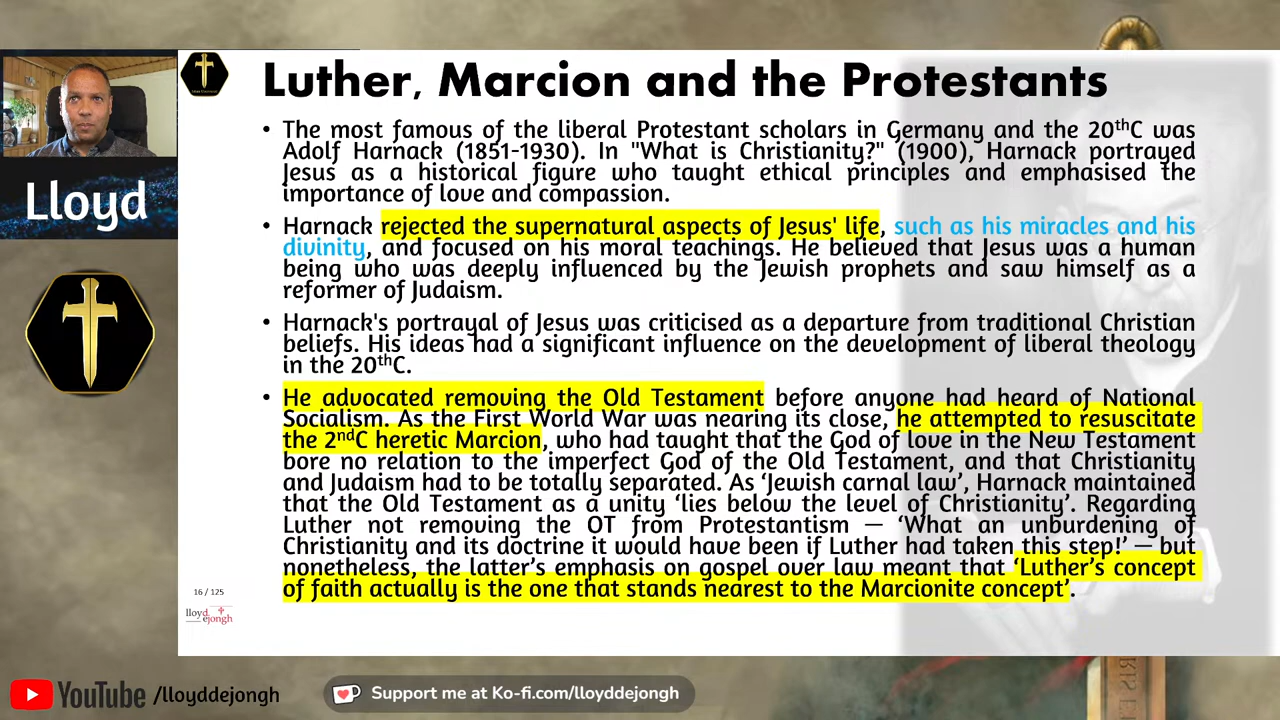 Luther, Marcion and the Protestants
• The most famous of the liberal Protestant scholars in Germany and the 20thC was
Adolf Harnack (1851-1930). In "What is Christianity?" (1900), Harnack portrayed
Jesus as a historical figure who taught ethical principles and emphasised the
importance of love and compassion.
• Harnack rejected the supernatural aspects of Jesus' life, such as his miracles and his
divinity, and focused on his moral teachings. He believed that Jesus was a human
being who was deeply influenced by the Jewish prophets and saw himself as a
reformer of Judaism.
• Harnack's portrayal of Jesus was criticised as a departure from traditional Christian
beliefs. His ideas had a significant influence on the development of liberal theology
in the 20thC.
• He advocated removing the Old Testament before anyone had heard of National
Socialism. As the First World War was nearing its close, he attempted to resuscitate
the 2ndC heretic Marcion, who had taught that the God of love in the New Testament
bore no relation to the imperfect God of the Old Testament, and that Christianity
and Judaism had to be totally separated. As ‘Jewish carnal law’, Harnack maintained
that the Old Testament as a unity ‘lies below the level of Christianity’. Regarding
Luther not removing the OT from Protestantism — ‘What an unburdening of
Christianity and its doctrine it would have been if Luther had taken this step!’ — but
nonetheless, the latter’s emphasis on gospel over law meant that ‘Luther’s concept
of faith actually is the one that stands nearest to the Marcionite concept’.
Lloyd
16 / 125
lloyd
dejongh
YouTube /lloyddejongh
Support me at Ko-fi.com/lloyddejongh